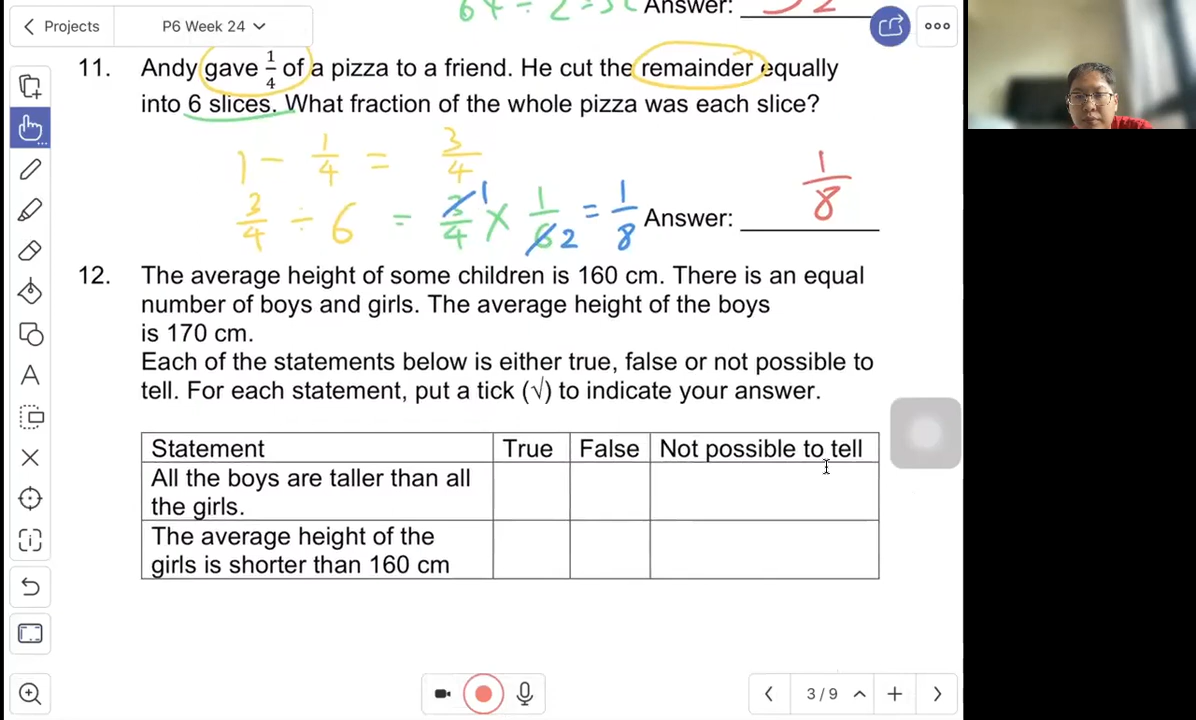 Projects
P6 Week 24
64 ÷ 2 = 32
Answer: 32
11. Andy gave 1/4 of a pizza to a friend. He cut the remainder equally
into 6 slices. What fraction of the whole pizza was each slice?
1 - 1/4 = 3/4
3/4 ÷ 6 = 3/4 × 1/6 = 1/8
1
2
Answer: 1/8
12. The average height of some children is 160 cm. There is an equal
number of boys and girls. The average height of the boys
is 170 cm.
Each of the statements below is either true, false or not possible to
tell. For each statement, put a tick (√) to indicate your answer.
Statement True False Not possible to tell
All the boys are taller than all
the girls.
The average height of the
girls is shorter than 160 cm
3 / 9